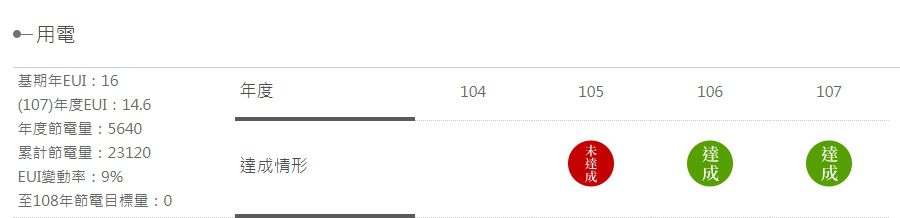 用電
基期年EUI：16
(107)年度EUI：14.6
年度節電量：5640
累計節電量：23120
EUI變動率：9%
至108年節電目標量：0
年度 104 105 106 107
達成情形 未達成 達成 達成